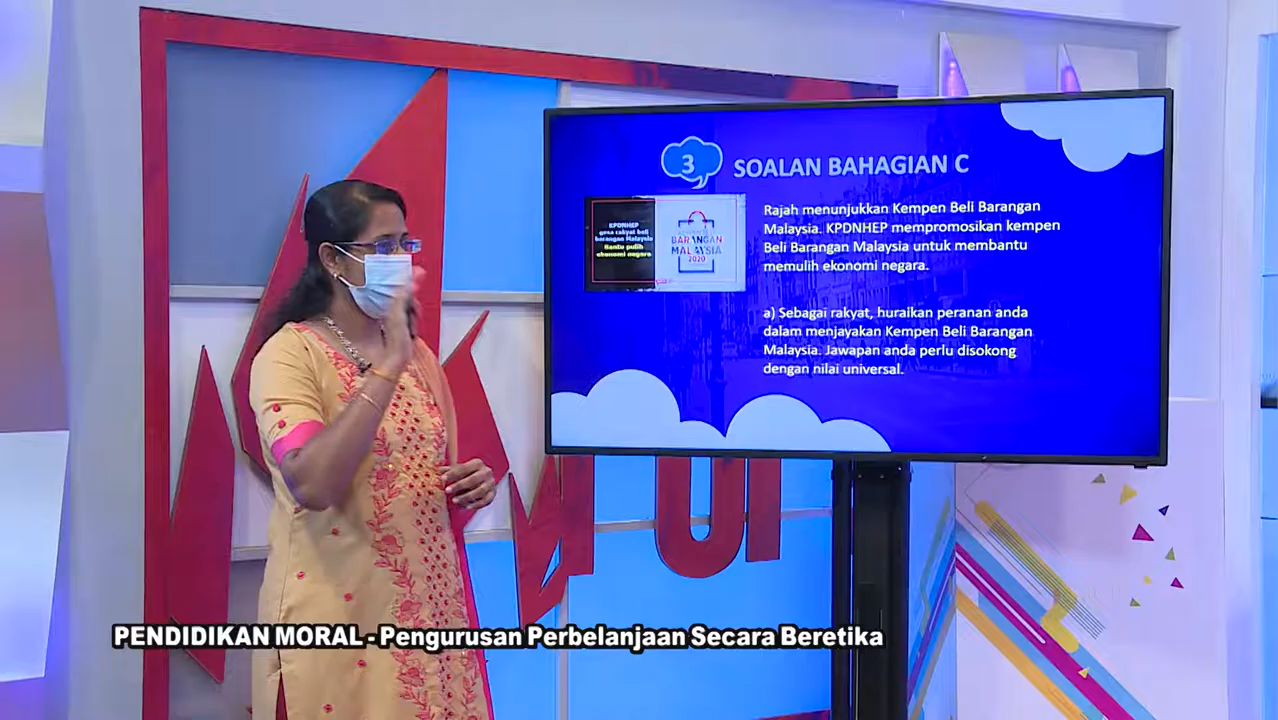 3
SOALAN BAHAGIAN C
KPDNHEP
gesa rakyat beli
barangan Malaysia
Bantu pulih
ekonomi negara
BARANGAN
MALAYSIA
2020
Rajah menunjukkan Kempen Beli Barangan
Malaysia. KPDNHEP mempromosikan kempen
Beli Barangan Malaysia untuk membantu
memulih ekonomi negara.
a) Sebagai rakyat, huraikan peranan anda
dalam menjayakan Kempen Beli Barangan
Malaysia. Jawapan anda perlu disokong
dengan nilai universal.
PENDIDIKAN MORAL - Pengurusan Perbelanjaan Secara Beretika